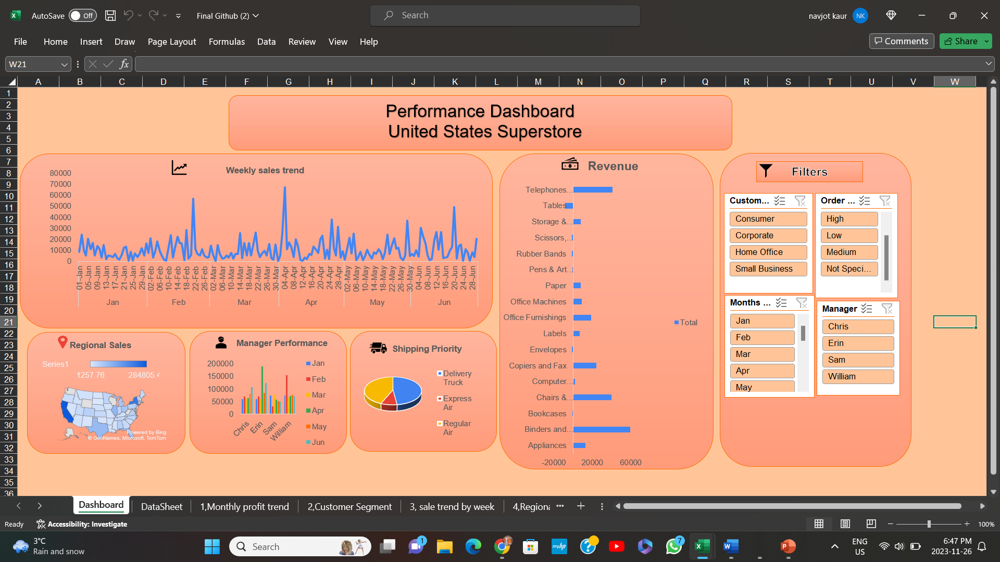 AutoSave Off Final Github (2) Search navjot kaur NK
File Home Insert Draw Page Layout Formulas Data Review View Help Comments Share
W21 fx
A B C D E F G H I J K L M N O P Q R S T U V W
1
2
3
4
5
6
7
8
9
10
11
12
13
14
15
16
17
18
19
20
21
22
23
24
25
26
27
28
29
30
31
32
33
34
35
36
Performance Dashboard
United States Superstore
Weekly sales trend
80000
70000
60000
50000
40000
30000
20000
10000
0
01-Jan 05-Jan 09-Jan 13-Jan 17-Jan 21-Jan 25-Jan 29-Jan 02-Feb 06-Feb 10-Feb 14-Feb 18-Feb 22-Feb 26-Feb 02-Mar 06-Mar 10-Mar 14-Mar 18-Mar 22-Mar 26-Mar 30-Mar 04-Apr 08-Apr 12-Apr 16-Apr 20-Apr 24-Apr 28-Apr 02-May 06-May 10-May 14-May 18-May 22-May 26-May 30-May 04-Jun 08-Jun 12-Jun 16-Jun 20-Jun 24-Jun 28-Jun
Jan Feb Mar Apr May Jun
Regional Sales
Series1
1257.76 284805.4
Powered by Bing
© GeoNames, Microsoft, TomTom
Manager Performance
200000
150000
100000
50000
0
Chris Erin Sam William
Jan
Feb
Mar
Apr
May
Jun
Shipping Priority
Delivery
Truck
Express
Air
Regular
Air
Revenue
Telephones...
Tables
Storage &...
Scissors,...
Rubber Bands
Pens & Art...
Paper
Office Machines
Office Furnishings
Labels
Envelopes
Copiers and Fax
Computer...
Chairs &...
Bookcases
Binders and...
Appliances
-20000 20000 60000
Total
Filters
Custom...
Consumer
Corporate
Home Office
Small Business
Order ...
High
Low
Medium
Not Speci...
Months ...
Jan
Feb
Mar
Apr
May
Manager
Chris
Erin
Sam
William
Dashboard DataSheet 1,Monthly profit trend 2,Customer Segment 3, sale trend by week 4,Regiona ...
Ready Accessibility: Investigate 100%
3°C
Rain and snow
Search
1
myhp
7
W
P
ENG
US
6:47 PM
2023-11-26